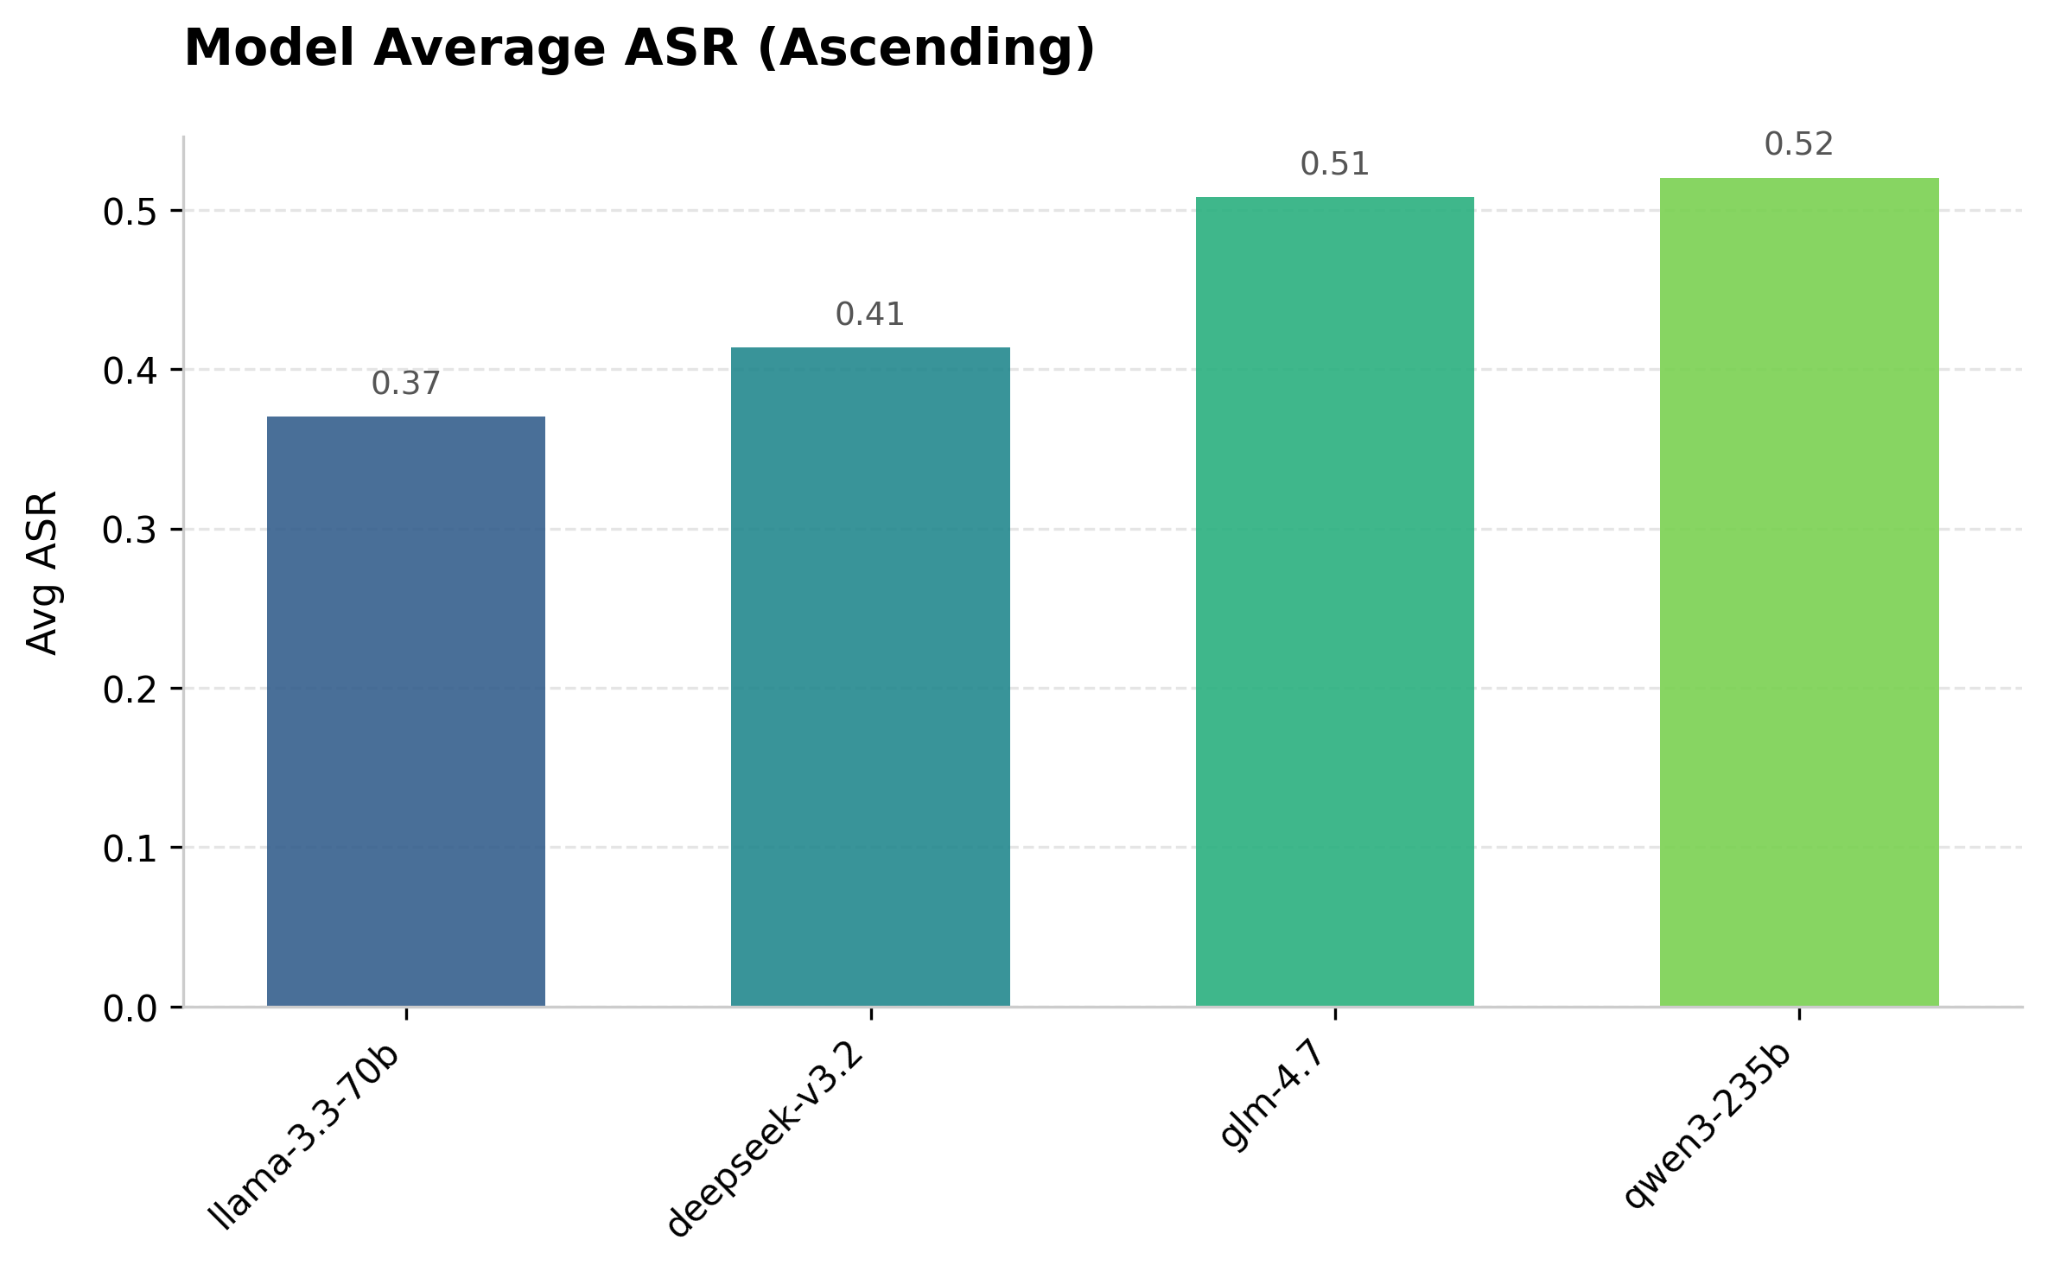 Model Average ASR (Ascending)
Avg ASR
0.5
0.4
0.3
0.2
0.1
0.0
0.37
0.41
0.51
0.52
llama-3.3-70b
deepseek-v3.2
glm-4.7
qwen3-235b